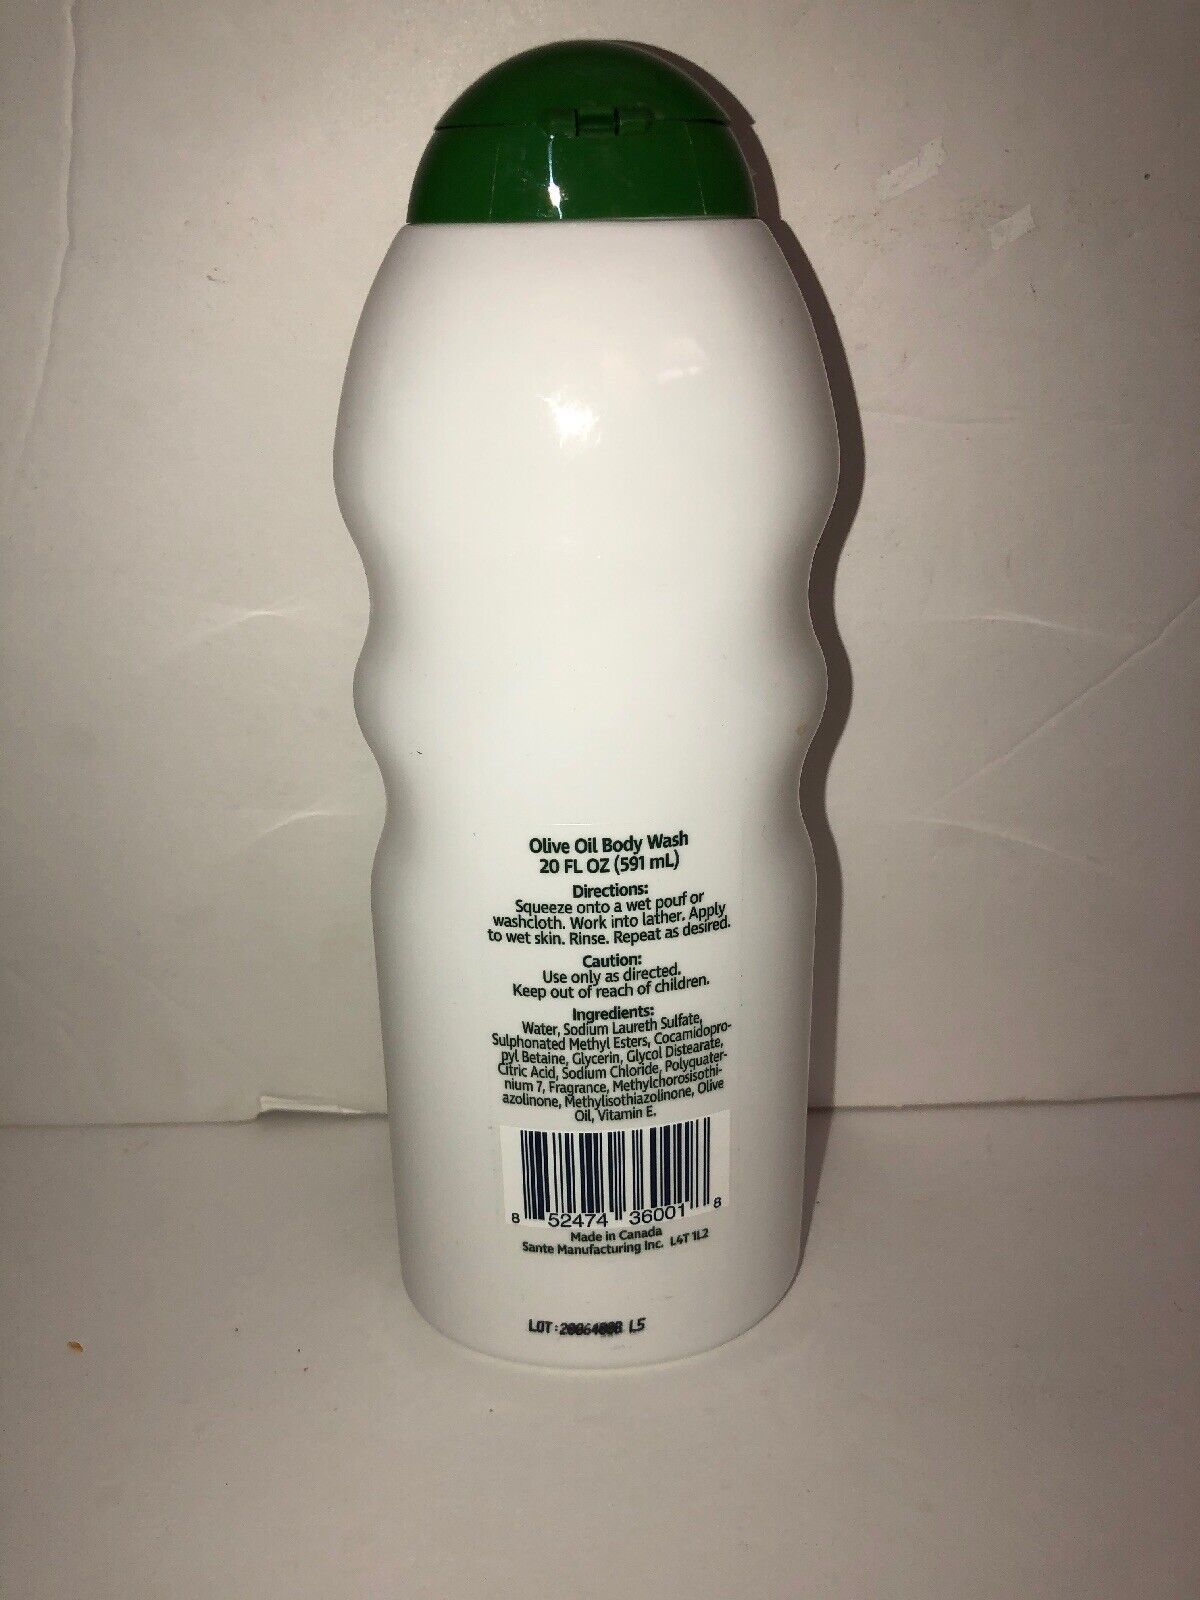 Olive Oil Body Wash
20 FL OZ (591 mL)
Directions:
Squeeze onto a wet pouf or
washcloth. Work into lather. Apply
to wet skin. Rinse. Repeat as desired.
Caution:
Use only as directed.
Keep out of reach of children.
Ingredients:
Water, Sodium Laureth Sulfate,
Sulphonated Methyl Esters, Cocamidopro-
pyl Betaine, Glycerin, Glycol Distearate,
Citric Acid, Sodium Chloride, Polyquater-
nium 7, Fragrance, Methylchorosisothi-
azolinone, Methylisothiazolinone, Olive
Oil, Vitamin E.
8 52474 36001 8
Made in Canada
Sante Manufacturing Inc. L4T 1L2
LOT: L5